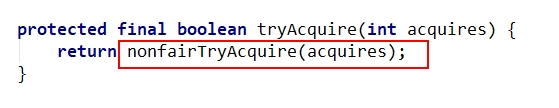 protected final boolean tryAcquire(int acquires) {
    return nonfairTryAcquire(acquires);
}